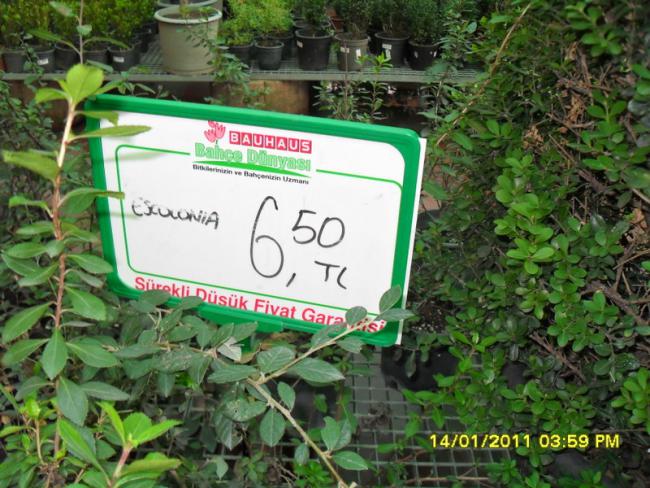 BAUHAUS
Bahçe Dünyası
Bitkilerinizin ve Bahçenizin Uzmanı
ESCOLONIA
6,50 TL
Sürekli Düşük Fiyat Garantisi
14/01/2011 03:59 PM